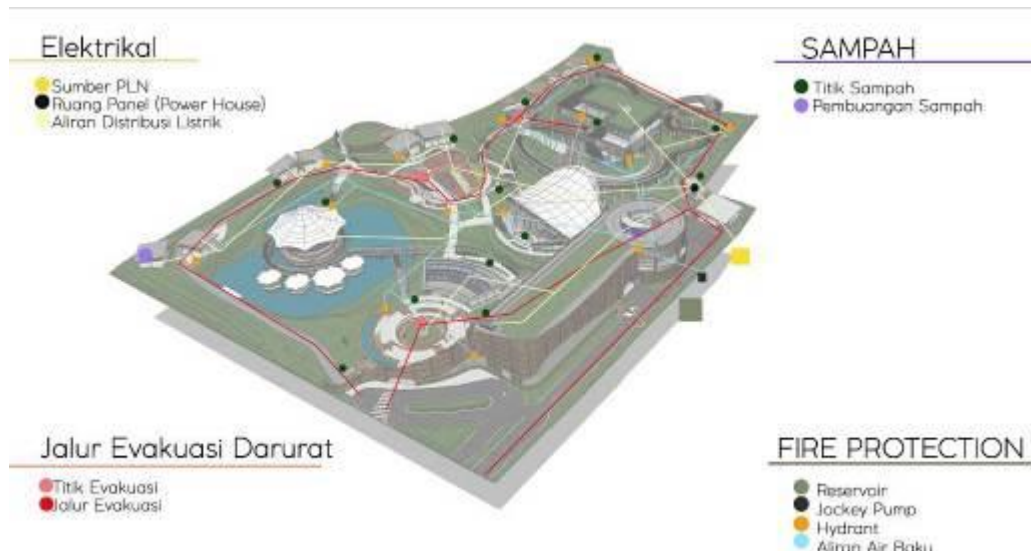 Elektrikal
Sumber PLN
Ruang Panel (Power House)
Aliran Distribusi Listrik
SAMPAH
Titik Sampah
Pembuangan Sampah
Jalur Evakuasi Darurat
Titik Evakuasi
Jalur Evakuasi
FIRE PROTECTION
Reservoir
Jockey Pump
Hydrant
Aliran Air Baku